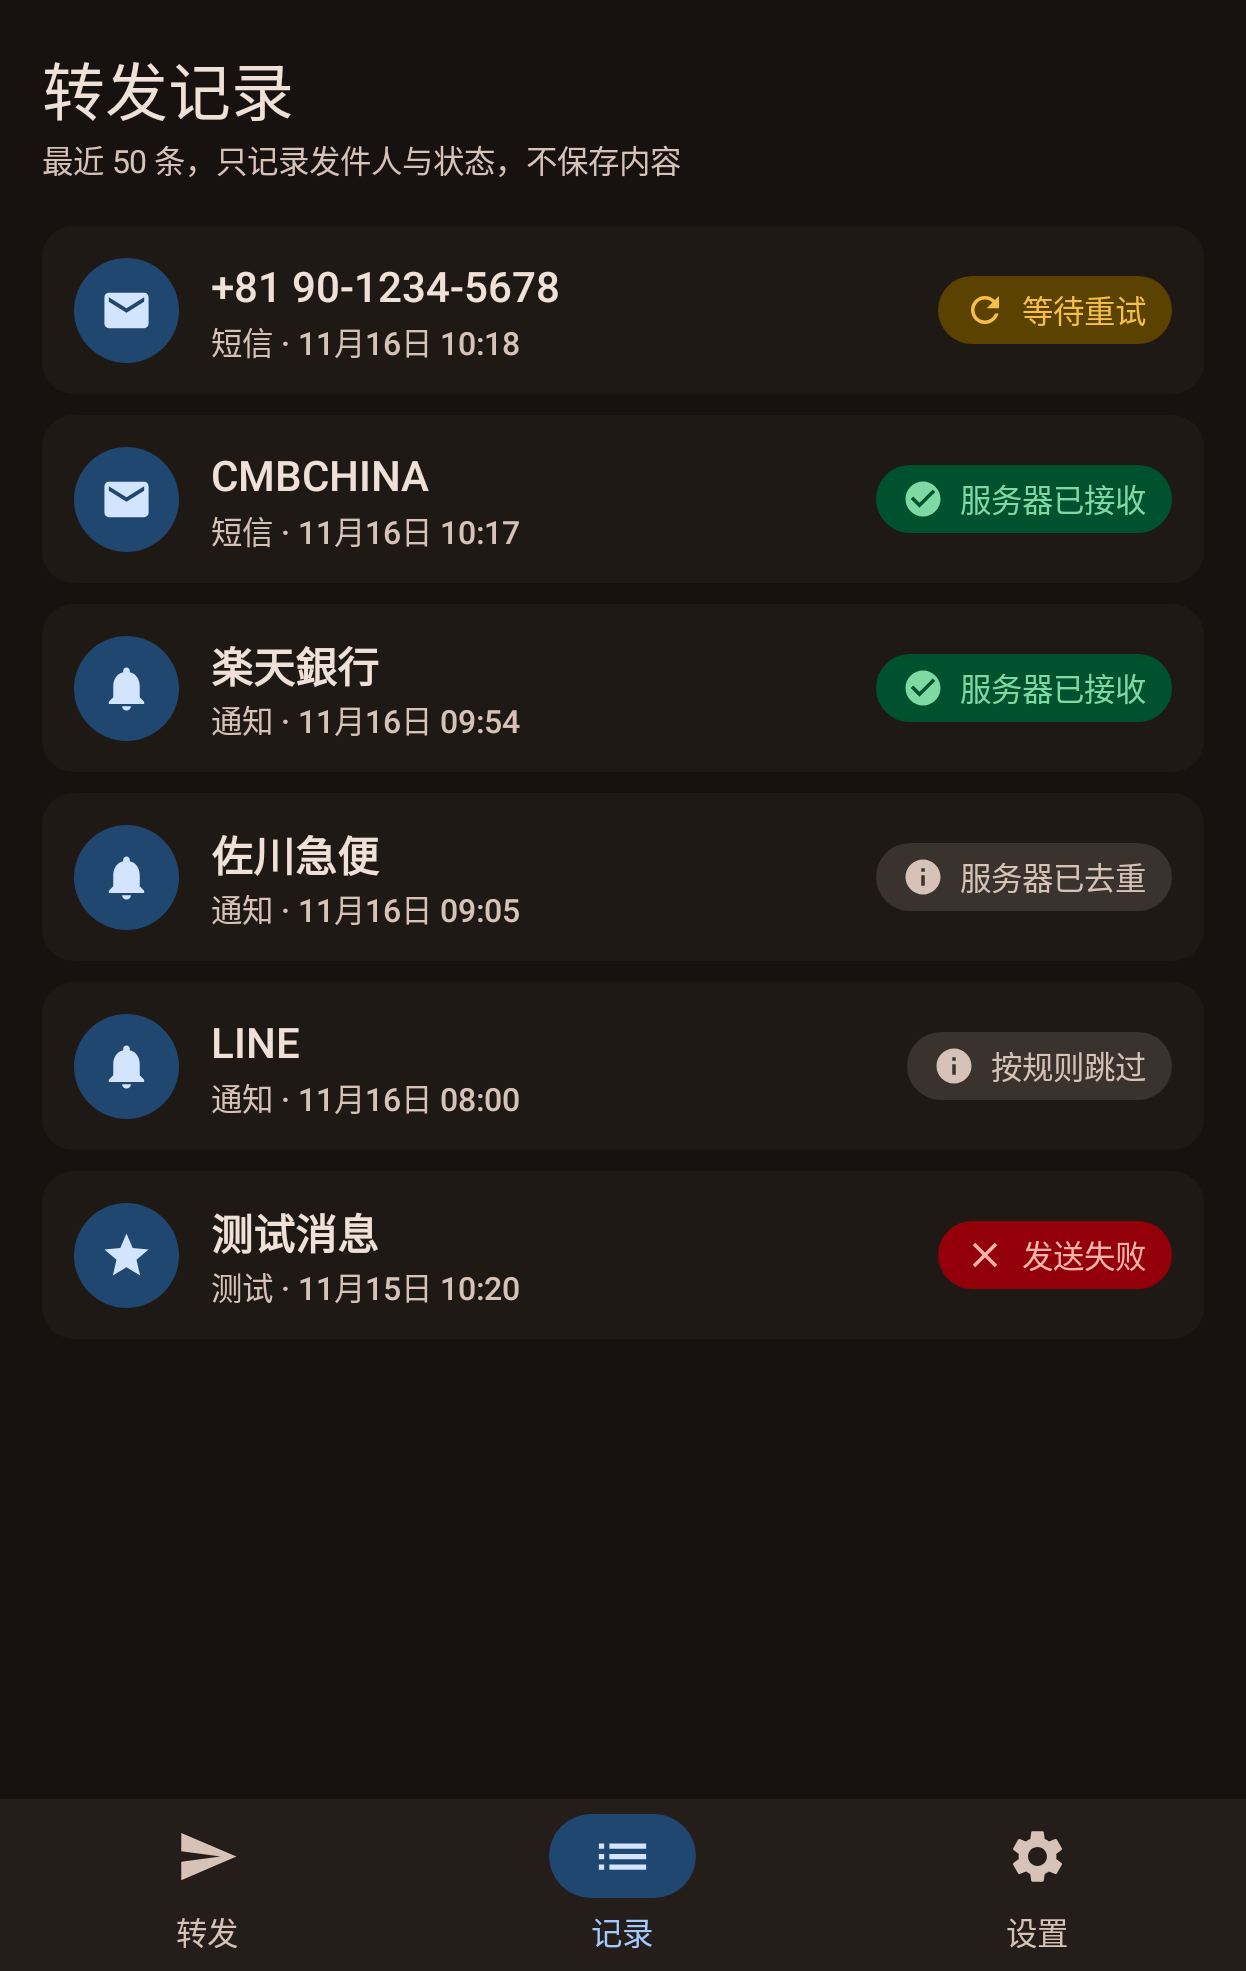 转发记录
最近 50 条，只记录发件人与状态，不保存内容
+81 90-1234-5678
短信 · 11月16日 10:18
等待重试
CMBCHINA
短信 · 11月16日 10:17
服务器已接收
楽天銀行
通知 · 11月16日 09:54
服务器已接收
佐川急便
通知 · 11月16日 09:05
服务器已去重
LINE
通知 · 11月16日 08:00
按规则跳过
测试消息
测试 · 11月15日 10:20
发送失败
转发
记录
设置